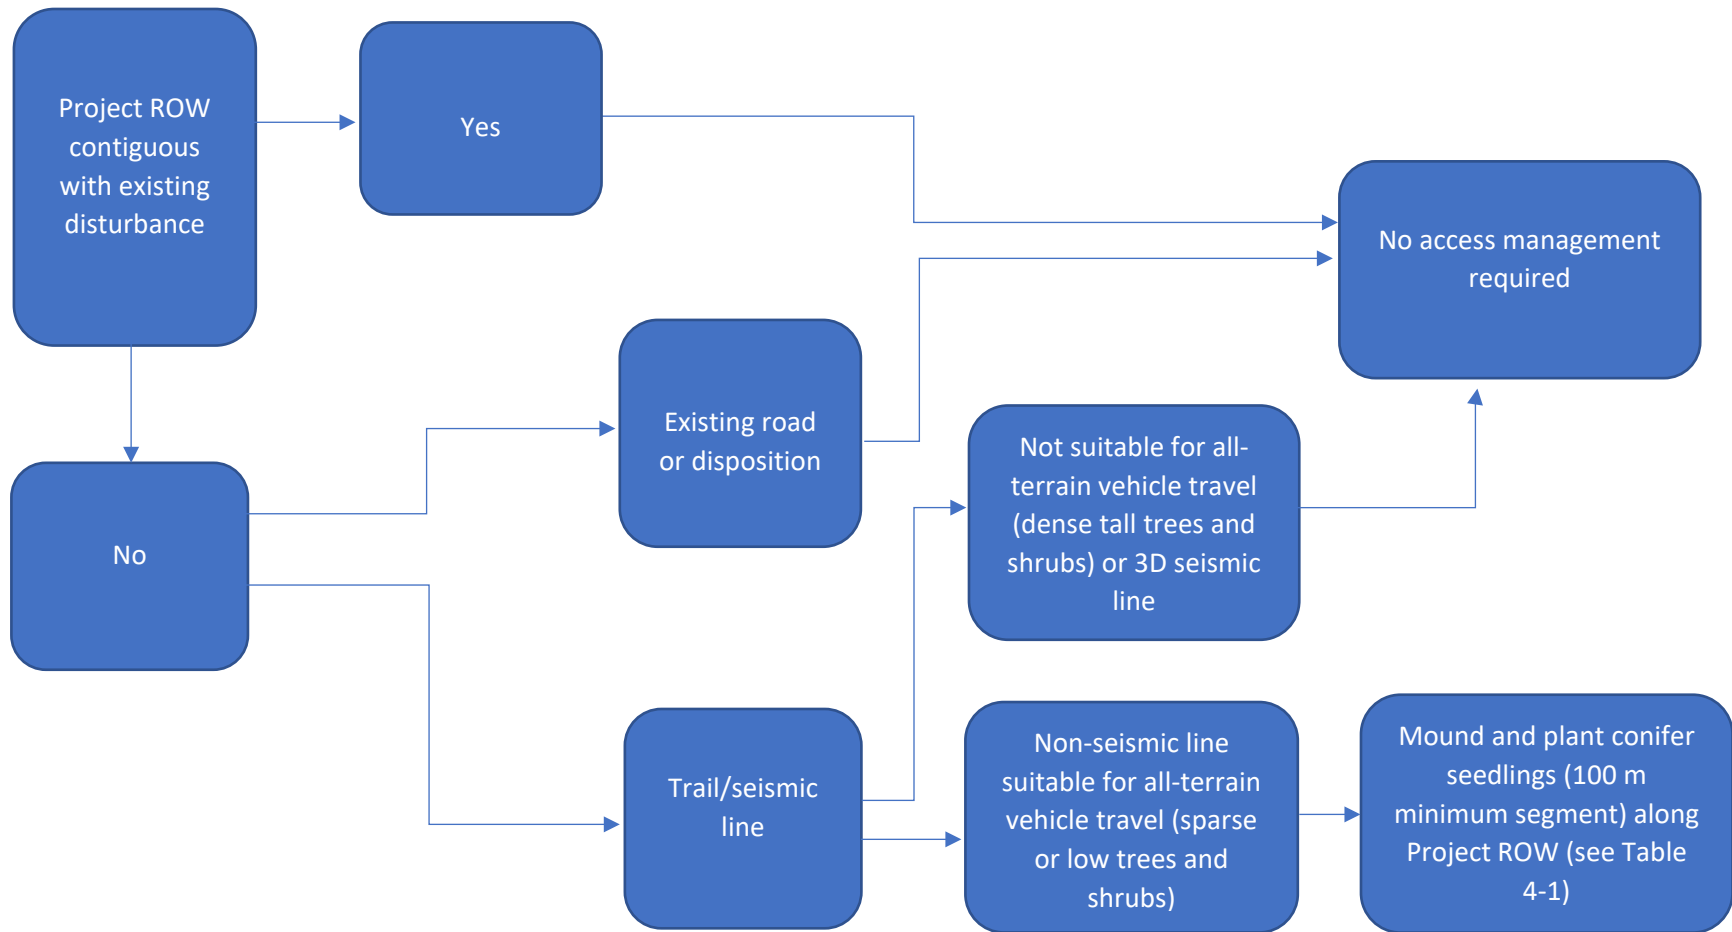 Project ROW
contiguous
with existing
disturbance
Yes
No access management
required
Existing road
or disposition
Not suitable for all-
terrain vehicle travel
(dense tall trees and
shrubs) or 3D seismic
line
No
Trail/seismic
line
Non-seismic line
suitable for all-terrain
vehicle travel (sparse
or low trees and
shrubs)
Mound and plant conifer
seedlings (100 m
minimum segment) along
Project ROW (see Table
4-1)